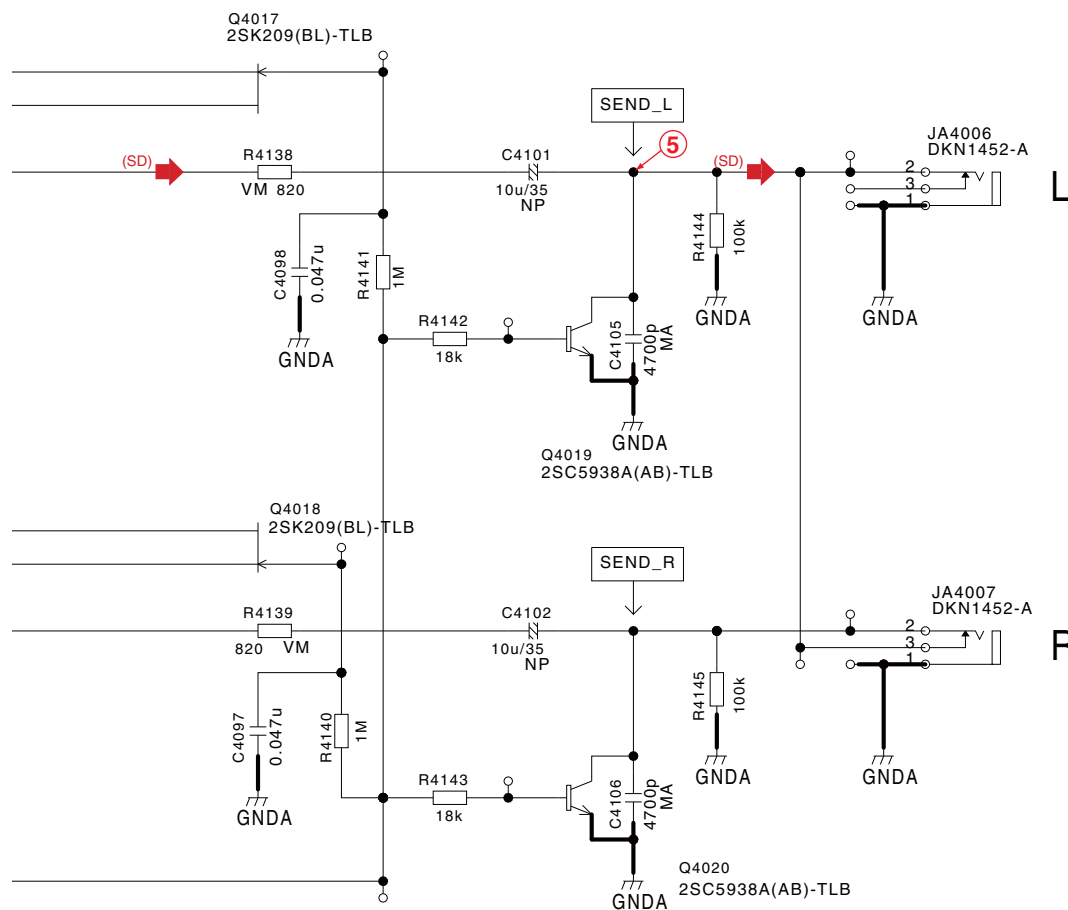 Q4017
2SK209(BL)-TLB
SEND_L
5
(SD)
R4138
VM 820
C4101
10u/35
NP
(SD)
JA4006
DKN1452-A
2
3
1
L
C4098
0.047u
GNDA
R4141
1M
R4144
100k
GNDA
GNDA
R4142
18k
C4105
4700p
MA
GNDA
Q4019
2SC5938A(AB)-TLB
Q4018
2SK209(BL)-TLB
SEND_R
R4139
820 VM
C4102
10u/35
NP
JA4007
DKN1452-A
2
3
1
R
C4097
0.047u
GNDA
R4140
1M
R4145
100k
GNDA
GNDA
R4143
18k
C4106
4700p
MA
GNDA
Q4020
2SC5938A(AB)-TLB